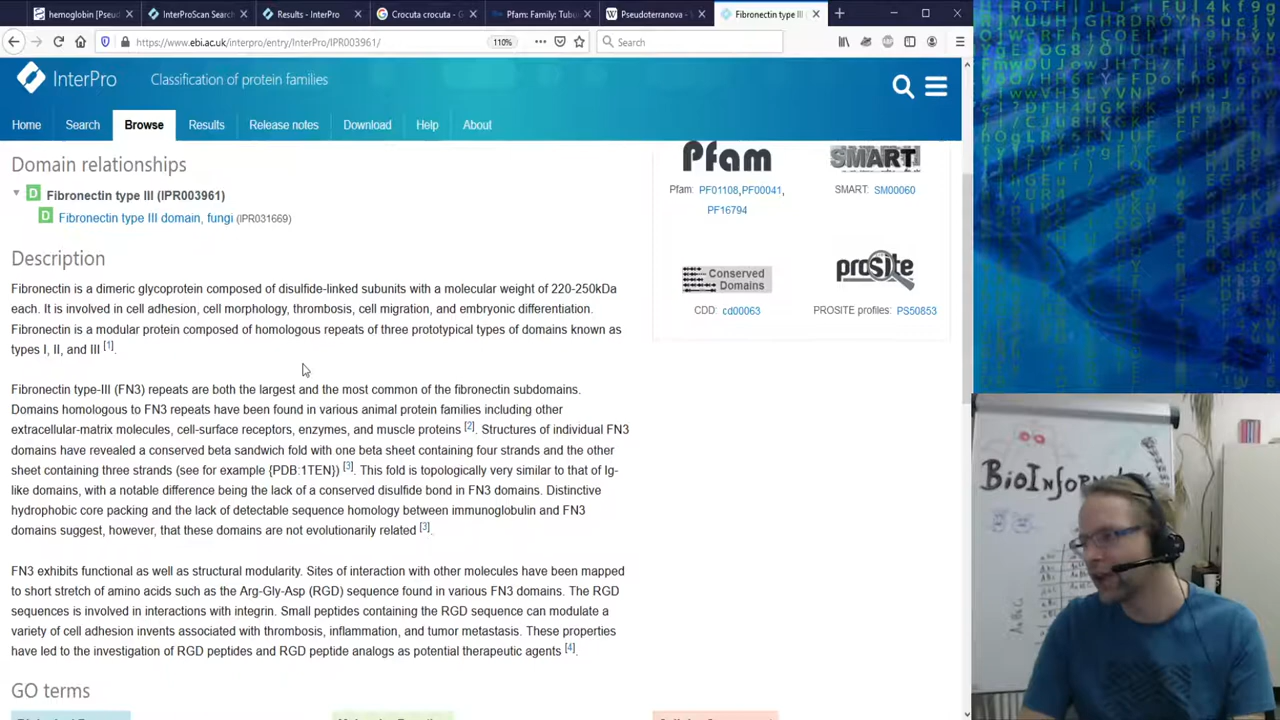 hemoglobin [Pseud
InterProScan Search
Results - InterPro
Crocuta crocuta - G
Pfam: Family: Tubu
Pseudoterranova - W
Fibronectin type III
https://www.ebi.ac.uk/interpro/entry/InterPro/IPR003961/
110%
Search
InterPro
Classification of protein families
Home
Search
Browse
Results
Release notes
Download
Help
About
Domain relationships
Fibronectin type III (IPR003961)
Fibronectin type III domain, fungi (IPR031669)
Description
Fibronectin is a dimeric glycoprotein composed of disulfide-linked subunits with a molecular weight of 220-250kDa
each. It is involved in cell adhesion, cell morphology, thrombosis, cell migration, and embryonic differentiation.
Fibronectin is a modular protein composed of homologous repeats of three prototypical types of domains known as
types I, II, and III [1].
Fibronectin type-III (FN3) repeats are both the largest and the most common of the fibronectin subdomains.
Domains homologous to FN3 repeats have been found in various animal protein families including other
extracellular-matrix molecules, cell-surface receptors, enzymes, and muscle proteins [2]. Structures of individual FN3
domains have revealed a conserved beta sandwich fold with one beta sheet containing four strands and the other
sheet containing three strands (see for example {PDB:1TEN}) [3]. This fold is topologically very similar to that of Ig-
like domains, with a notable difference being the lack of a conserved disulfide bond in FN3 domains. Distinctive
hydrophobic core packing and the lack of detectable sequence homology between immunoglobulin and FN3
domains suggest, however, that these domains are not evolutionarily related [3].
FN3 exhibits functional as well as structural modularity. Sites of interaction with other molecules have been mapped
to short stretch of amino acids such as the Arg-Gly-Asp (RGD) sequence found in various FN3 domains. The RGD
sequences is involved in interactions with integrin. Small peptides containing the RGD sequence can modulate a
variety of cell adhesion invents associated with thrombosis, inflammation, and tumor metastasis. These properties
have led to the investigation of RGD peptides and RGD peptide analogs as potential therapeutic agents [4].
GO terms
Pfam
SMART
Pfam: PF01108,PF00041,
PF16794
SMART: SM00060
Conserved
Domains
proSite
CDD: cd00063
PROSITE profiles: PS50853